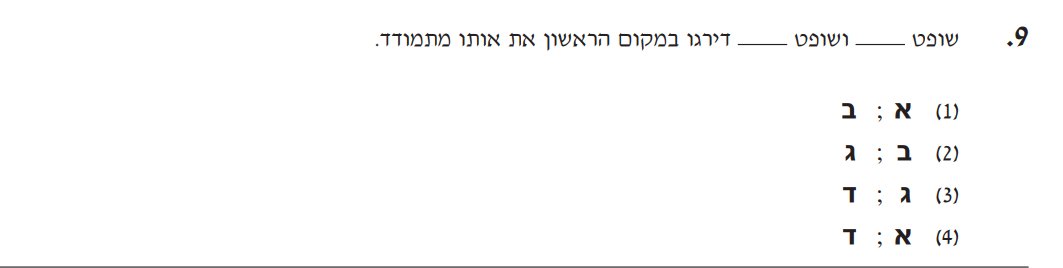 9. שופט ____ ושופט ____ דירגו במקום הראשון את אותו מתמודד.
(1) א ; ב
(2) ב ; ג
(3) ג ; ד
(4) א ; ד